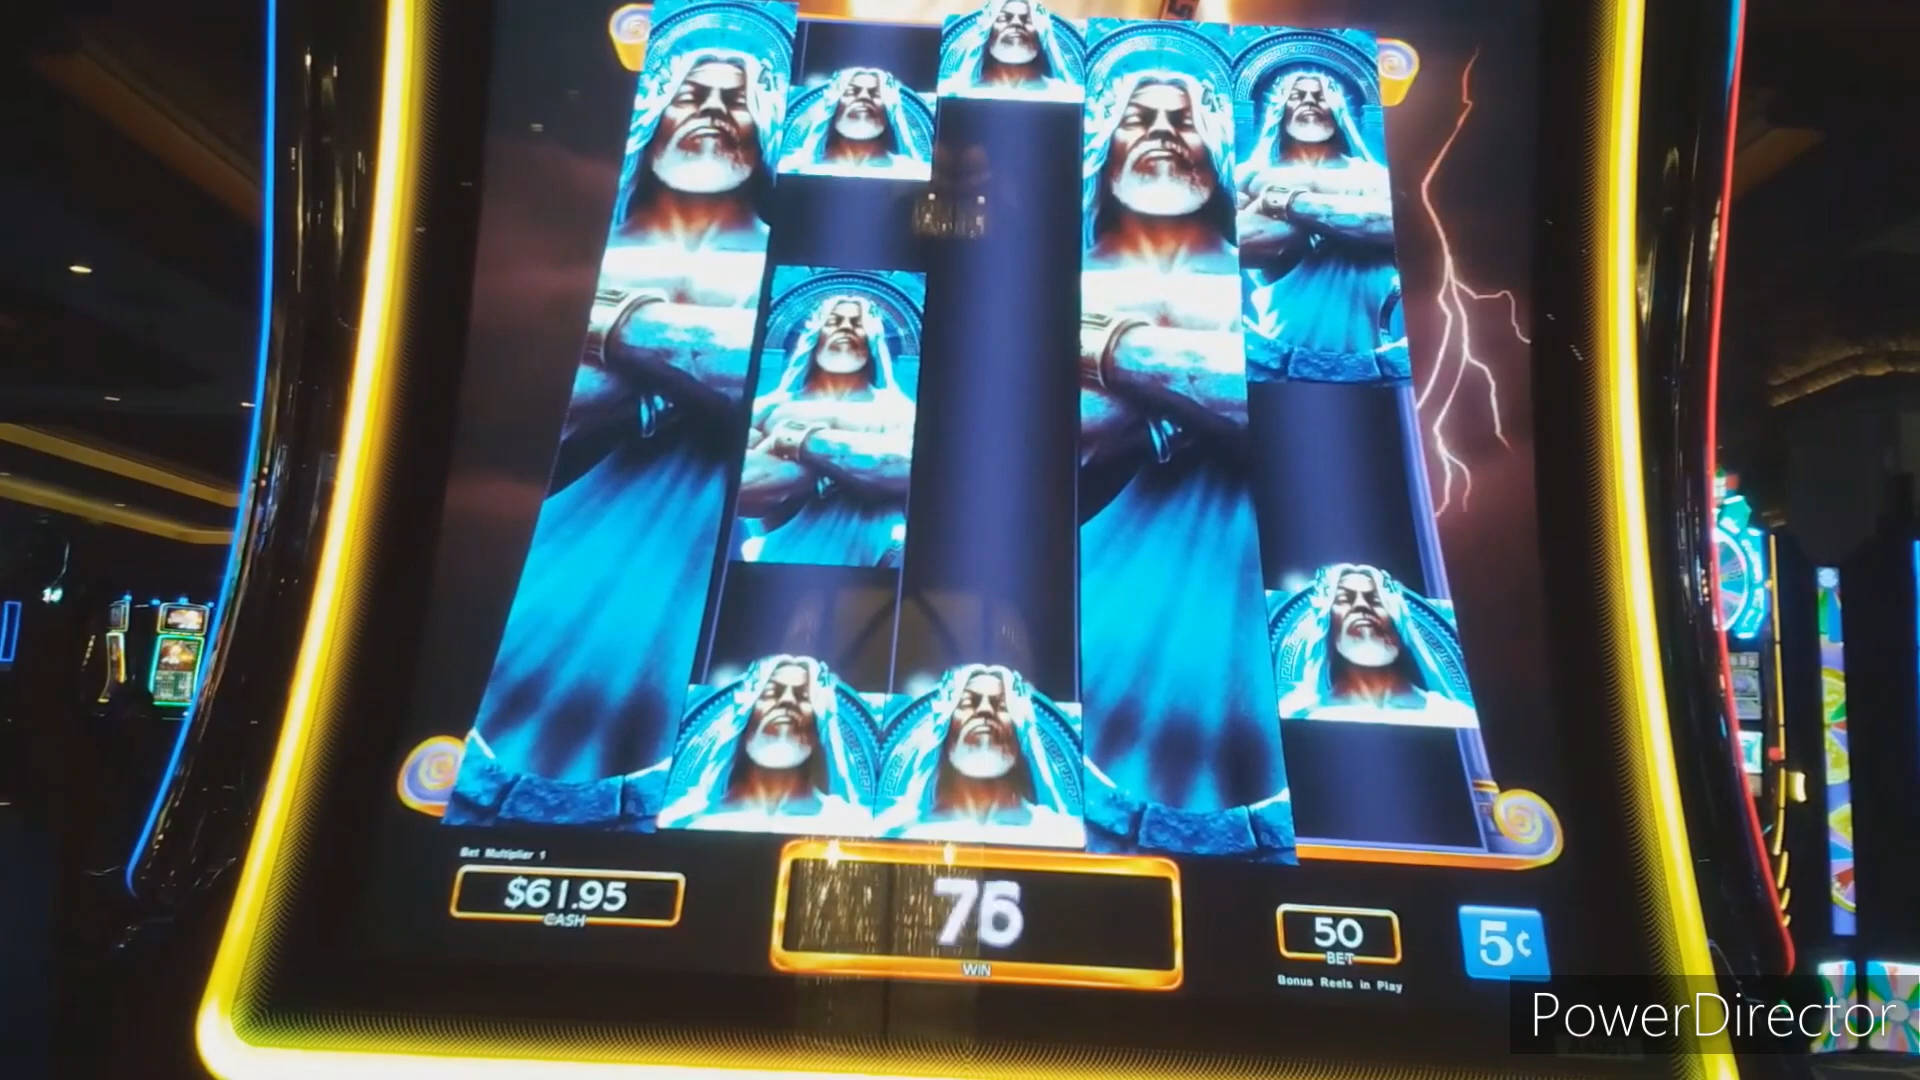 Bet Multiplier 1
$61.95
CASH
76
WIN
50
BET
Bonus Reels in Play
5¢
PowerDirector